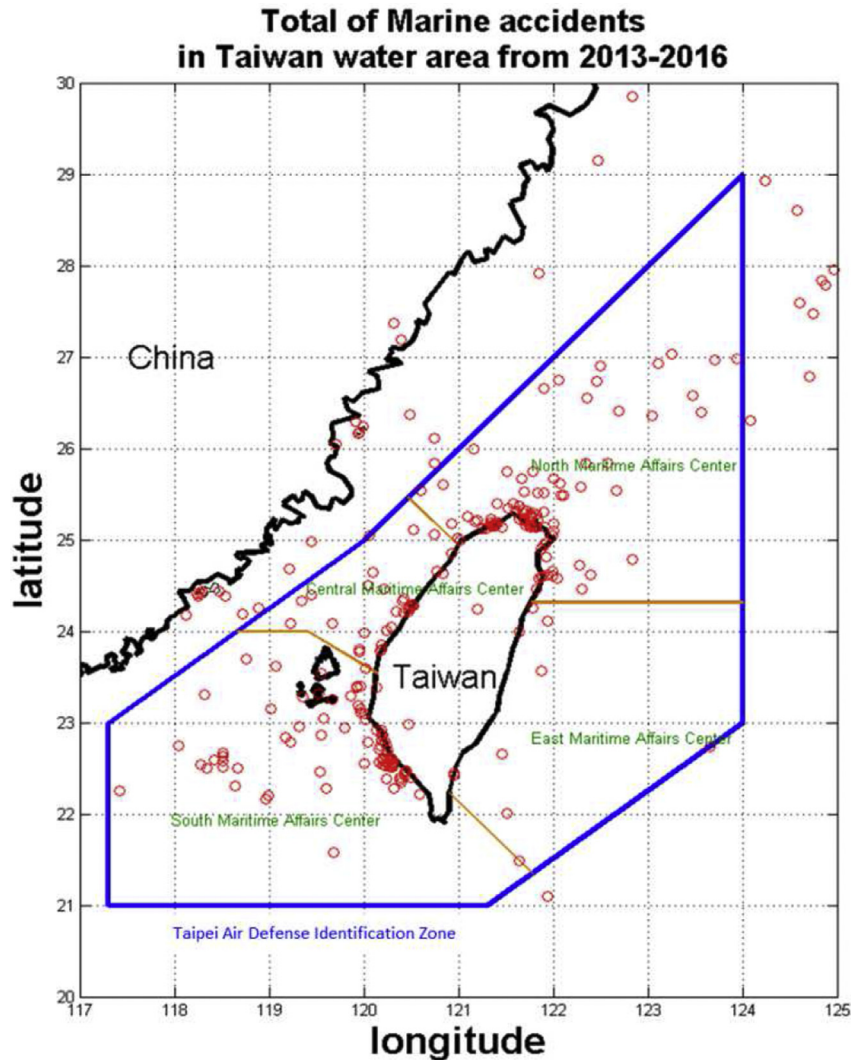 Total of Marine accidents
in Taiwan water area from 2013-2016
30
29
28
27
26
25
24
23
22
21
20
latitude
China
North Maritime Affairs Center
Central Maritime Affairs Center
Taiwan
East Maritime Affairs Center
South Maritime Affairs Center
Taipei Air Defense Identification Zone
117 118 119 120 121 122 123 124 125
longitude